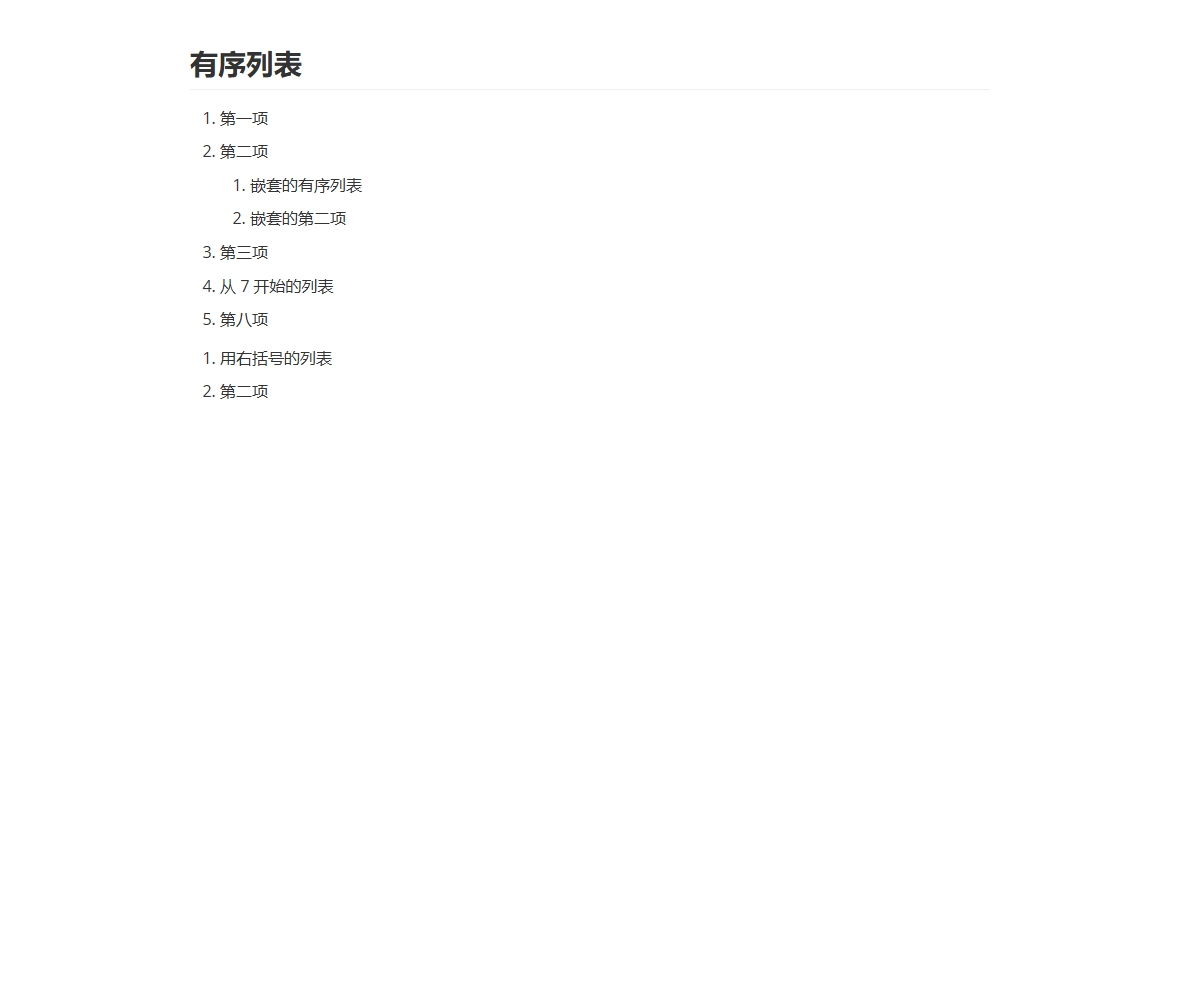 有序列表
1. 第一项
2. 第二项
1. 嵌套的有序列表
2. 嵌套的第二项
3. 第三项
4. 从 7 开始的列表
5. 第八项
1. 用右括号的列表
2. 第二项